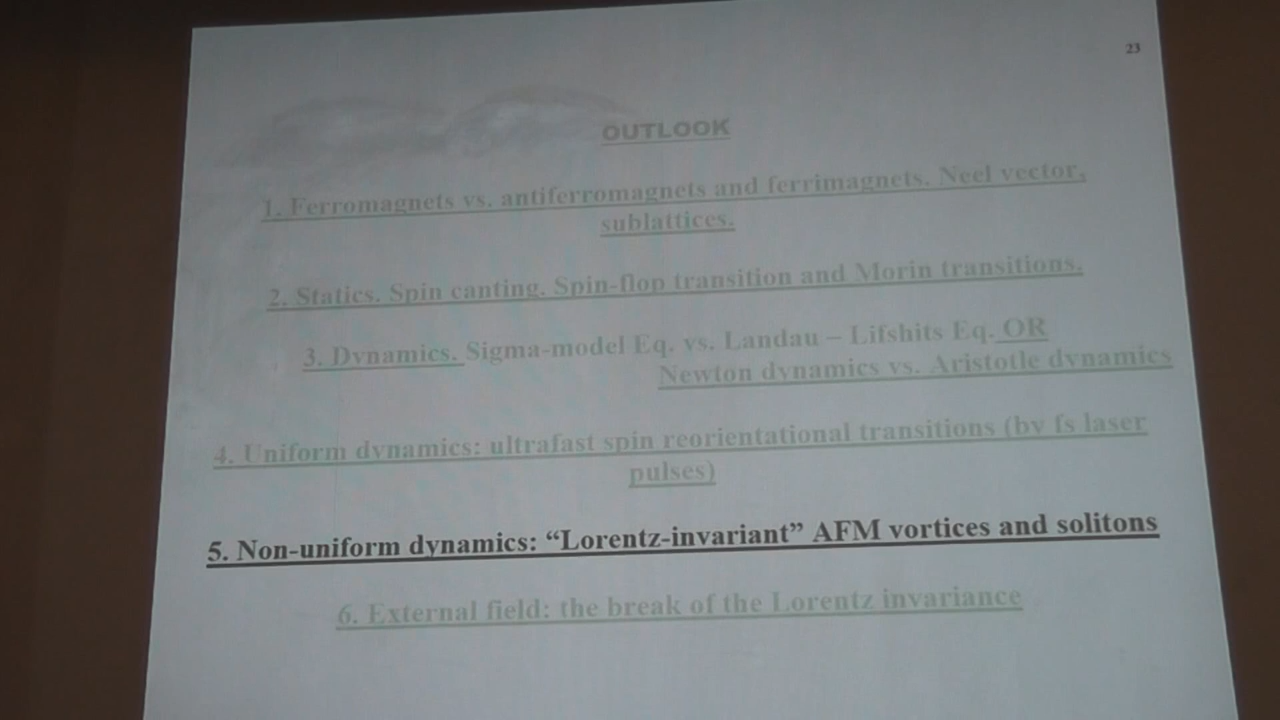 23
OUTLOOK
1. Ferromagnets vs. antiferromagnets and ferrimagnets. Neel vector,
sublattices.
2. Statics. Spin canting. Spin-flop transition and Morin transitions.
3. Dynamics. Sigma-model Eq. vs. Landau – Lifshits Eq. OR
Newton dynamics vs. Aristotle dynamics
4. Uniform dynamics: ultrafast spin reorientational transitions (by fs laser
pulses)
5. Non-uniform dynamics: “Lorentz-invariant” AFM vortices and solitons
6. External field: the break of the Lorentz invariance